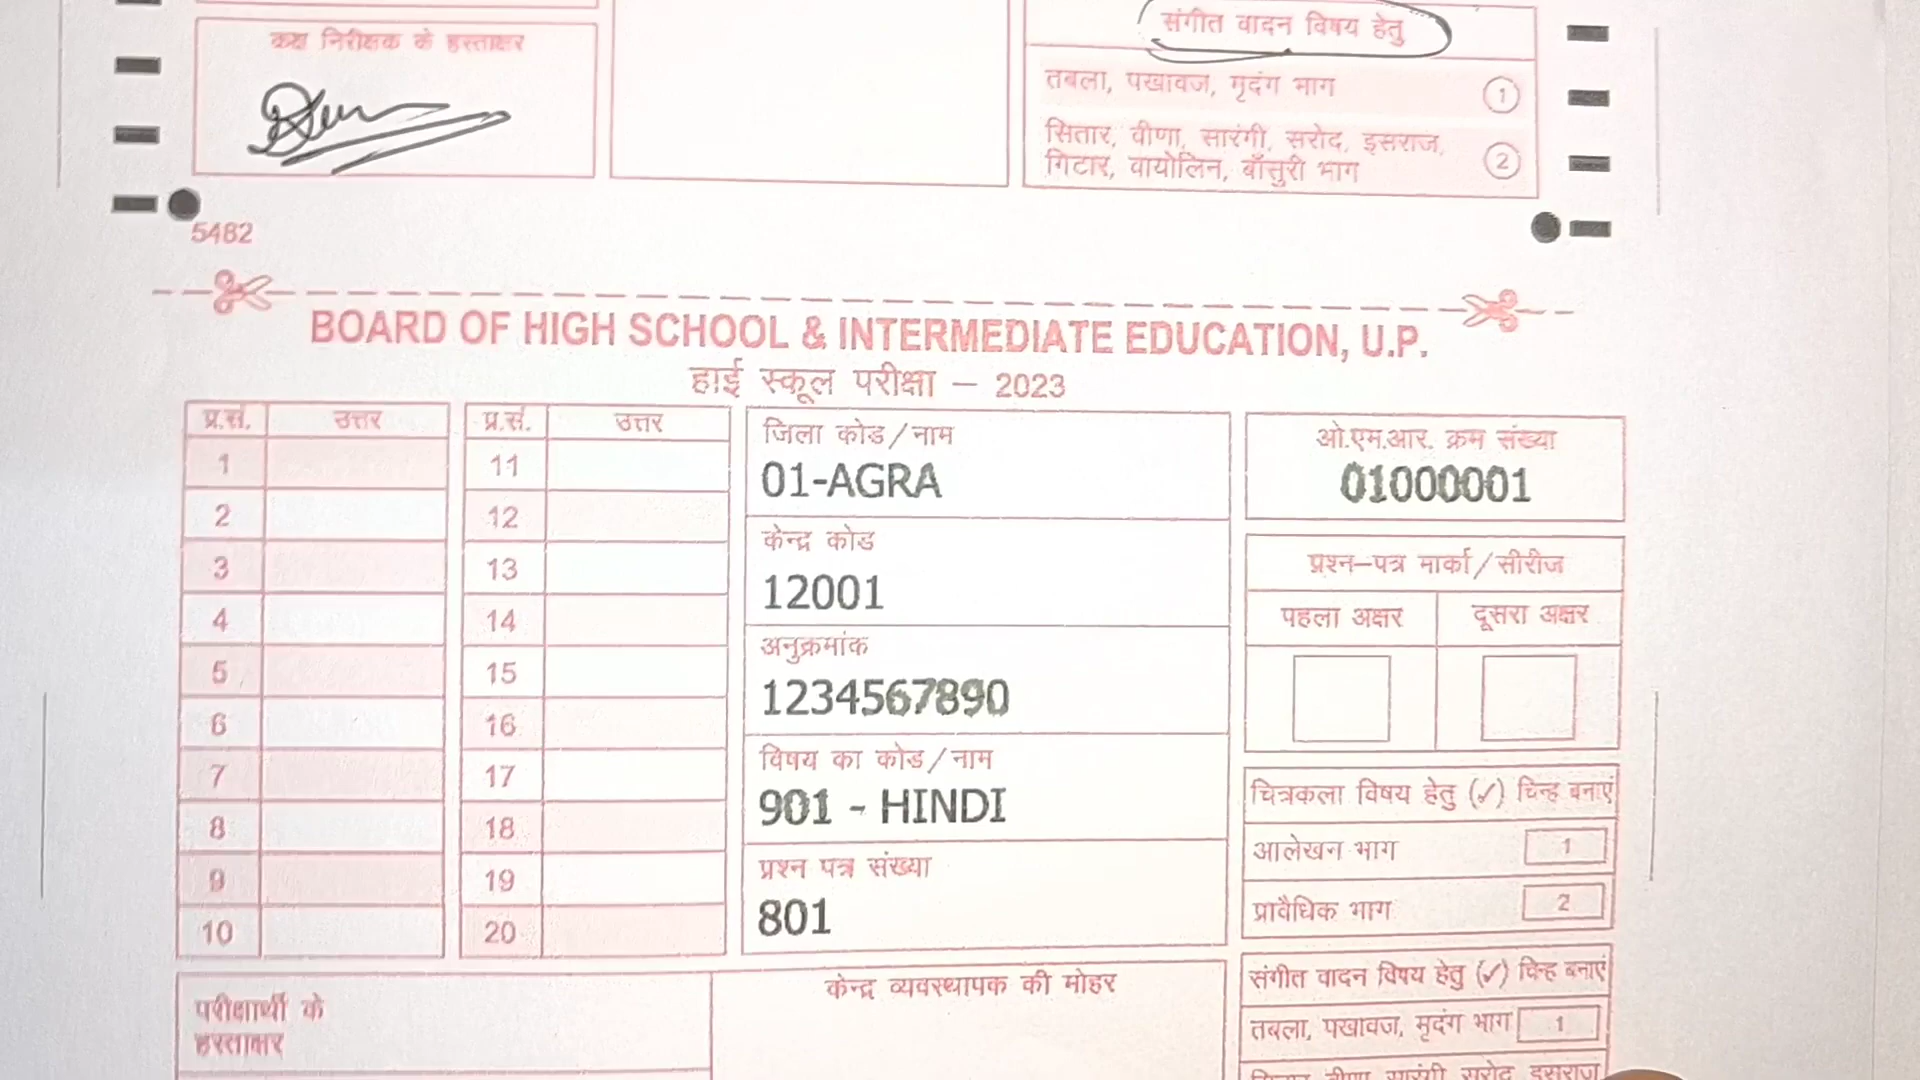 कक्ष निरीक्षक के हस्ताक्षर
संगीत वादन विषय हेतु
तबला, पखावज, मृदंग भाग 1
सितार, वीणा, सारंगी, सरोद, इसराज,
गिटार, वायोलिन, बाँसुरी भाग 2
5482
BOARD OF HIGH SCHOOL & INTERMEDIATE EDUCATION, U.P.
हाई स्कूल परीक्षा – 2023
प्र.सं. उत्तर प्र.सं. उत्तर
1 11
2 12
3 13
4 14
5 15
6 16
7 17
8 18
9 19
10 20
जिला कोड/नाम
01-AGRA
केन्द्र कोड
12001
अनुक्रमांक
1234567890
विषय का कोड/नाम
901 - HINDI
प्रश्न पत्र संख्या
801
ओ.एम.आर. क्रम संख्या
01000001
प्रश्न–पत्र मार्का/सीरीज
पहला अक्षर दूसरा अक्षर
चित्रकला विषय हेतु (✓) चिन्ह बनाएं
आलेखन भाग 1
प्रावैधिक भाग 2
संगीत वादन विषय हेतु (✓) चिन्ह बनाएं
तबला, पखावज, मृदंग भाग 1
सितार, वीणा, सारंगी, सरोद, इसराज,
परीक्षार्थी के
हस्ताक्षर
केन्द्र व्यवस्थापक की मोहर